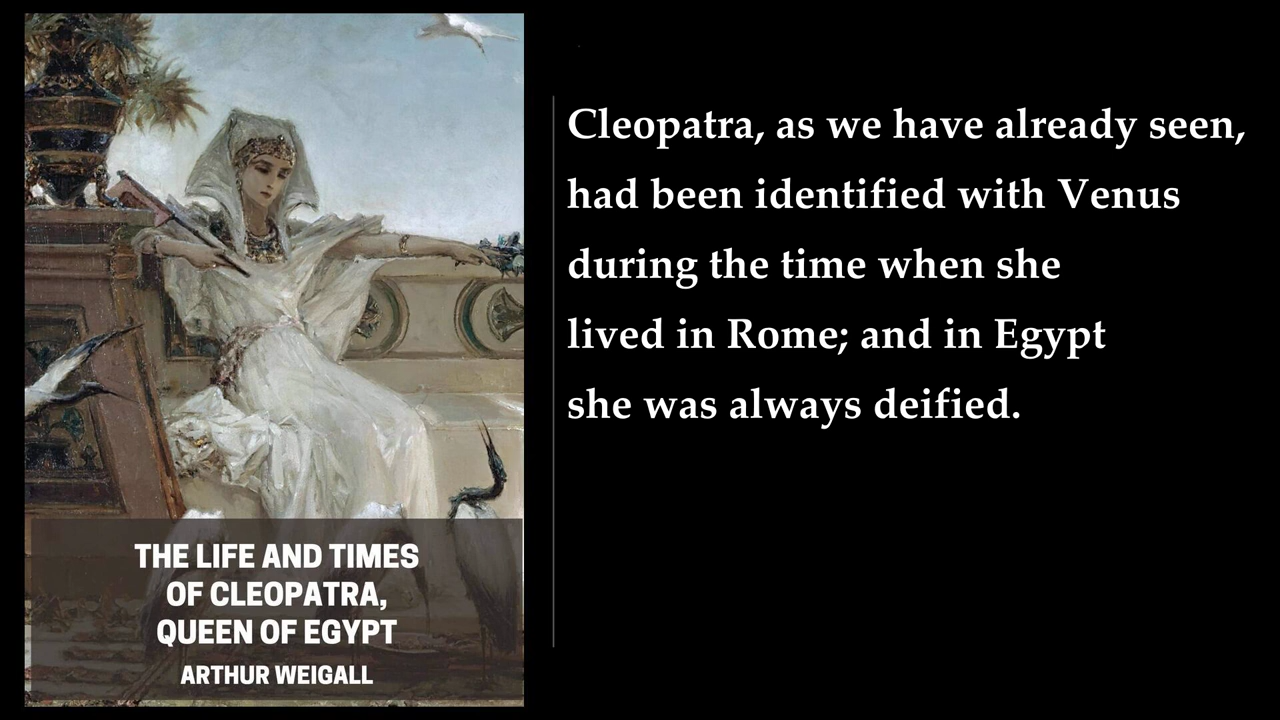 Cleopatra, as we have already seen,
had been identified with Venus
during the time when she
lived in Rome; and in Egypt
she was always deified.
THE LIFE AND TIMES
OF CLEOPATRA,
QUEEN OF EGYPT
ARTHUR WEIGALL